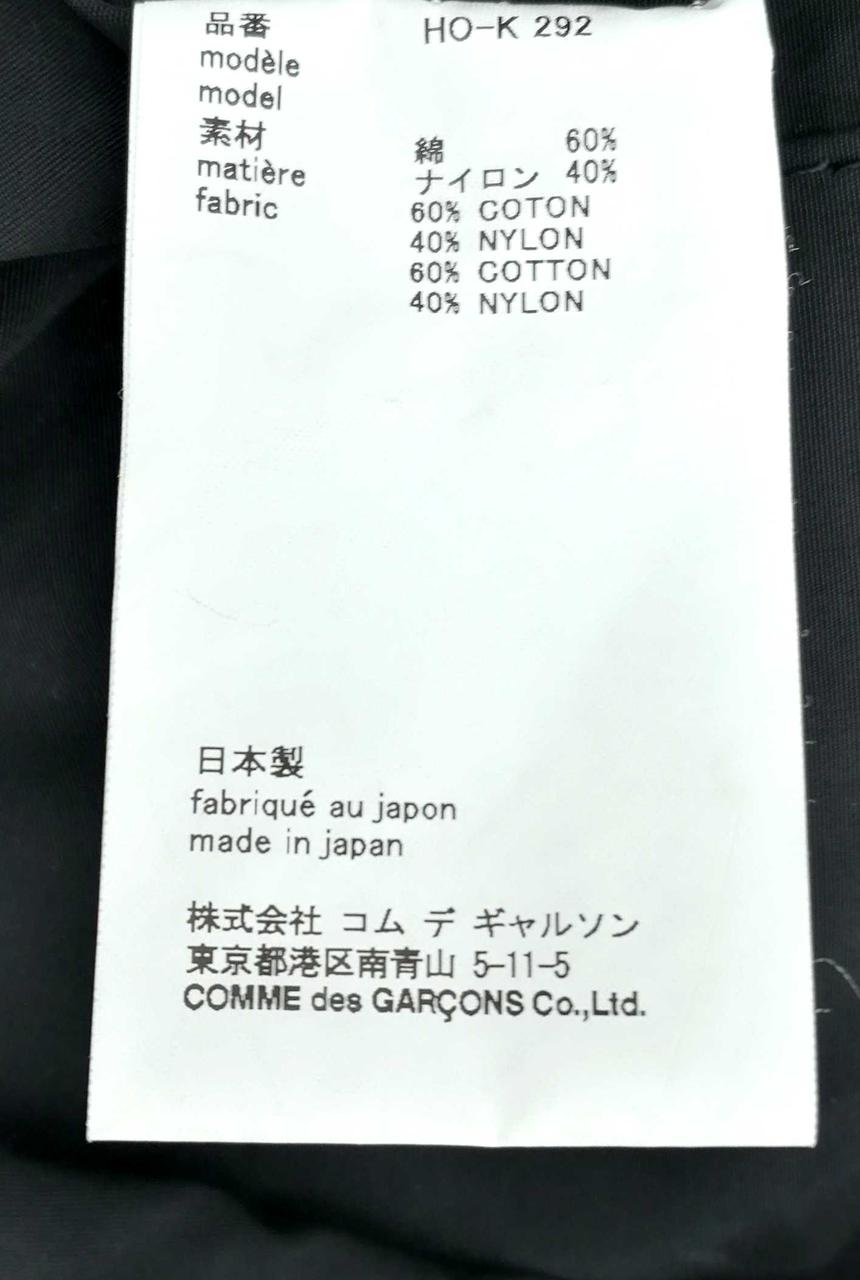 品番 HO-K 292
modèle
model
素材 綿 60%
matière ナイロン 40%
fabric 60% COTON
40% NYLON
60% COTTON
40% NYLON
日本製
fabriqué au japon
made in japan
株式会社 コム デ ギャルソン
東京都港区南青山 5-11-5
COMME des GARÇONS Co.,Ltd.